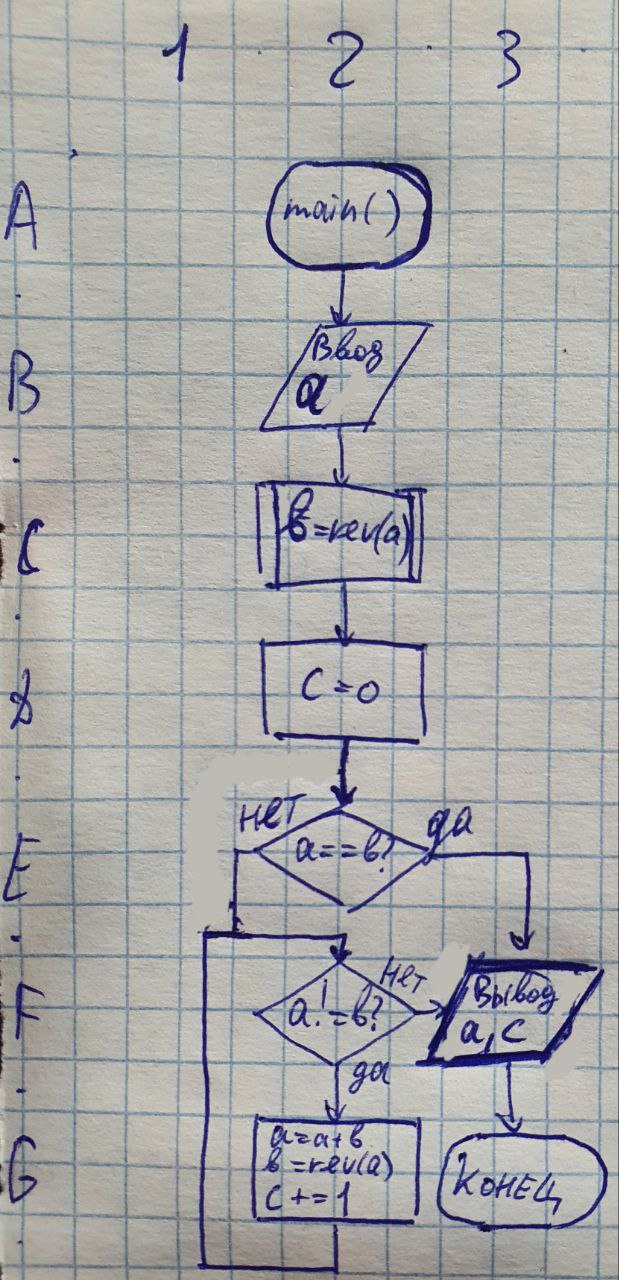 1 2 3
A
main()
B
Ввод
a
C
в=rev(a)
D
C=0
нет
да
E
a==в?
нет
F
a!=в?
Вывод
a, c
да
G
a=a+в
в=rev(a)
c+=1
Конец